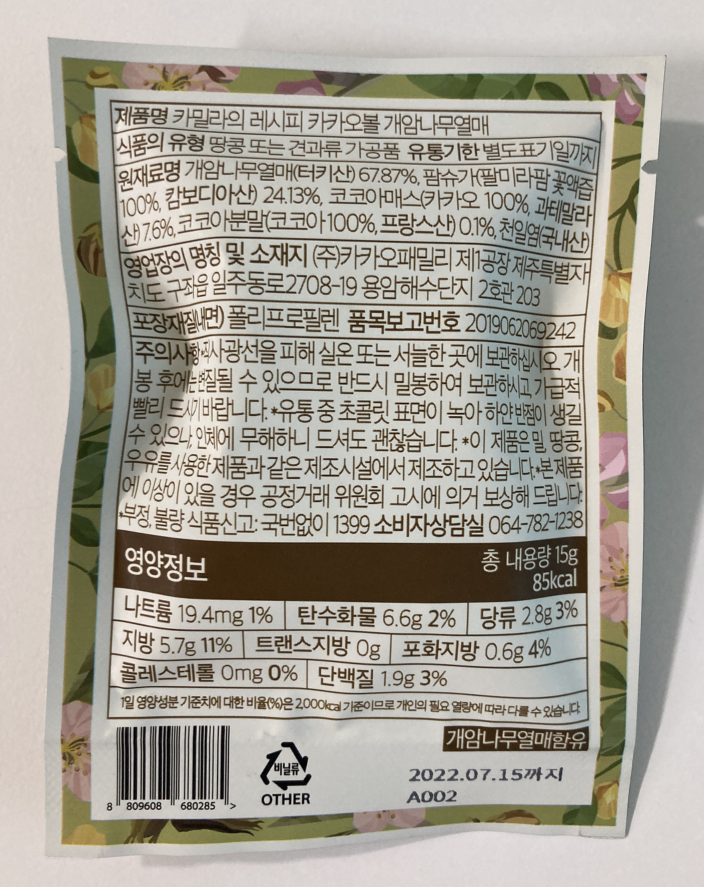 제품명 카밀라의 레시피 카카오볼 개암나무열매
식품의 유형 땅콩 또는 견과류 가공품 유통기한 별도표기일까지
원재료명 개암나무열매(터키산) 67.87%, 팜슈가(팔미라팜 꽃액즙
100%, 캄보디아산) 24.13%, 코코아매스(카카오 100%, 과테말라
산) 7.6%, 코코아분말(코코아 100%, 프랑스산) 0.1%, 천일염(국내산)
영업장의 명칭 및 소재지 (주)카카오패밀리 제1공장 제주특별자
치도 구좌읍 일주동로2708-19 용암해수단지 2호관 203
포장재질(내면) 폴리프로필렌 품목보고번호 2019062069242
주의사항 *직사광선을 피해 실온 또는 서늘한 곳에 보관하십시오. 개
봉 후에는 변질될 수 있으므로 반드시 밀봉하여 보관하시고, 가급적
빨리 드시기 바랍니다. *유통 중 초콜릿 표면이 녹아 하얀 반점이 생길
수 있으나, 인체에 무해하니 드셔도 괜찮습니다. *이 제품은 밀, 땅콩,
우유를 사용한 제품과 같은 제조시설에서 제조하고 있습니다. *본 제품
에 이상이 있을 경우 공정거래 위원회 고시에 의거 보상해 드립니다.
*부정, 불량 식품신고: 국번없이 1399 소비자상담실 064-782-1238
영양정보 총 내용량 15g
85kcal
나트륨 19.4mg 1% 탄수화물 6.6g 2% 당류 2.8g 3%
지방 5.7g 11% 트랜스지방 0g 포화지방 0.6g 4%
콜레스테롤 0mg 0% 단백질 1.9g 3%
1일 영양성분 기준치에 대한 비율(%)은 2,000kcal 기준이므로 개인의 필요 열량에 따라 다를 수 있습니다.
개암나무열매함유
비닐류
OTHER
2022.07.15까지
A002
8 809608 680285 >